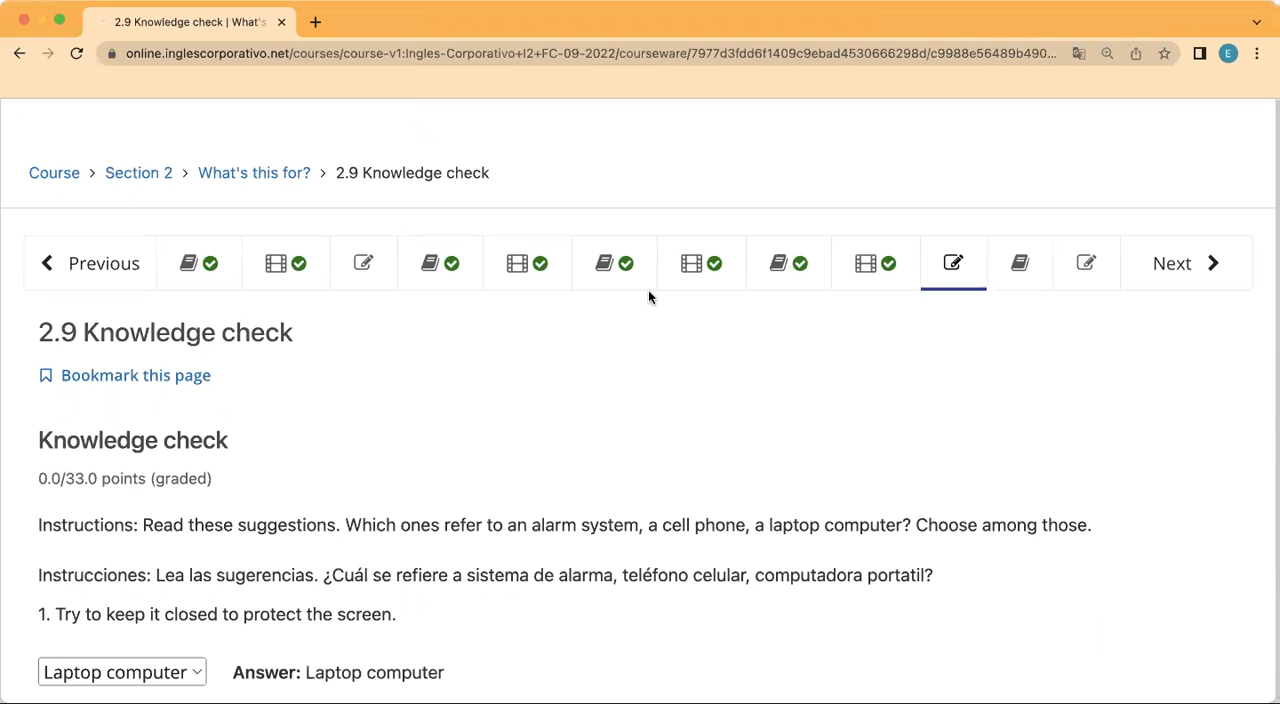 2.9 Knowledge check | What's
online.inglescorporativo.net/courses/course-v1:Ingles-Corporativo+I2+FC-09-2022/courseware/7977d3fdd6f1409c9ebad4530666298d/c9988e56489b490...
E
Course > Section 2 > What's this for? > 2.9 Knowledge check
Previous
Next
2.9 Knowledge check
Bookmark this page
Knowledge check
0.0/33.0 points (graded)
Instructions: Read these suggestions. Which ones refer to an alarm system, a cell phone, a laptop computer? Choose among those.
Instrucciones: Lea las sugerencias. ¿Cuál se refiere a sistema de alarma, teléfono celular, computadora portatil?
1. Try to keep it closed to protect the screen.
Laptop computer Answer: Laptop computer